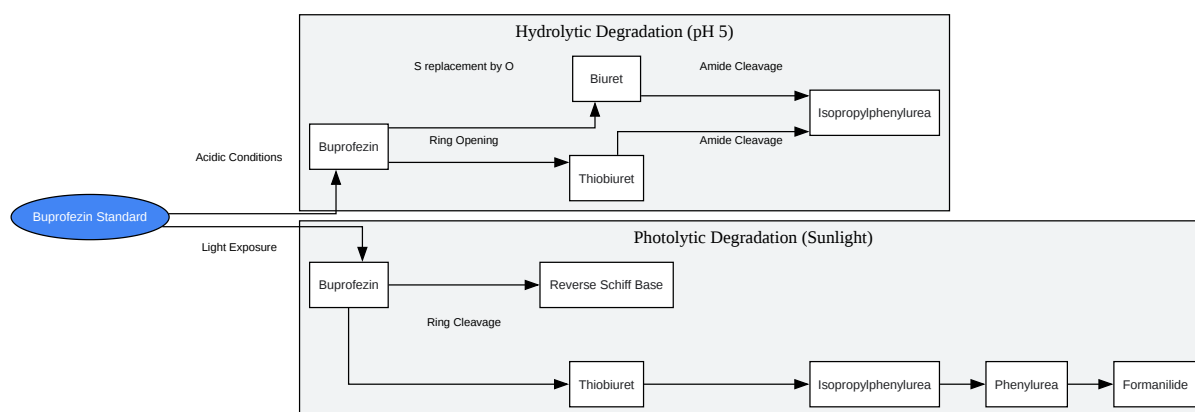 Hydrolytic Degradation (pH 5)
S replacement by O
Amide Cleavage
Biuret
Isopropylphenylurea
Buprofezin
Ring Opening
Amide Cleavage
Acidic Conditions
Thiobiuret
Buprofezin Standard
Photolytic Degradation (Sunlight)
Light Exposure
Buprofezin
Reverse Schiff Base
Ring Cleavage
Thiobiuret
Isopropylphenylurea
Phenylurea
Formanilide